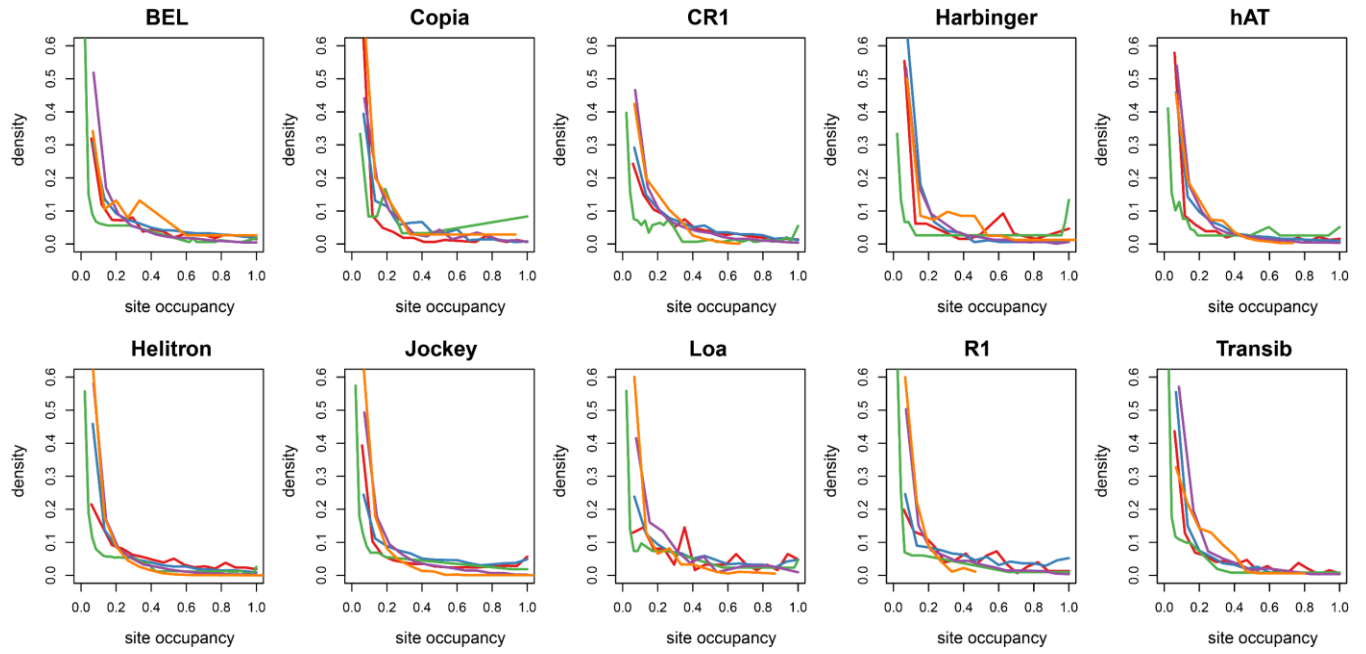 BEL Copia CR1 Harbinger hAT
density density density density density
0.6 0.6 0.6 0.6 0.6
0.5 0.5 0.5 0.5 0.5
0.4 0.4 0.4 0.4 0.4
0.3 0.3 0.3 0.3 0.3
0.2 0.2 0.2 0.2 0.2
0.1 0.1 0.1 0.1 0.1
0.0 0.0 0.0 0.0 0.0
0.0 0.2 0.4 0.6 0.8 1.0 0.0 0.2 0.4 0.6 0.8 1.0 0.0 0.2 0.4 0.6 0.8 1.0 0.0 0.2 0.4 0.6 0.8 1.0 0.0 0.2 0.4 0.6 0.8 1.0
site occupancy site occupancy site occupancy site occupancy site occupancy
Helitron Jockey Loa R1 Transib
density density density density density
0.6 0.6 0.6 0.6 0.6
0.5 0.5 0.5 0.5 0.5
0.4 0.4 0.4 0.4 0.4
0.3 0.3 0.3 0.3 0.3
0.2 0.2 0.2 0.2 0.2
0.1 0.1 0.1 0.1 0.1
0.0 0.0 0.0 0.0 0.0
0.0 0.2 0.4 0.6 0.8 1.0 0.0 0.2 0.4 0.6 0.8 1.0 0.0 0.2 0.4 0.6 0.8 1.0 0.0 0.2 0.4 0.6 0.8 1.0 0.0 0.2 0.4 0.6 0.8 1.0
site occupancy site occupancy site occupancy site occupancy site occupancy